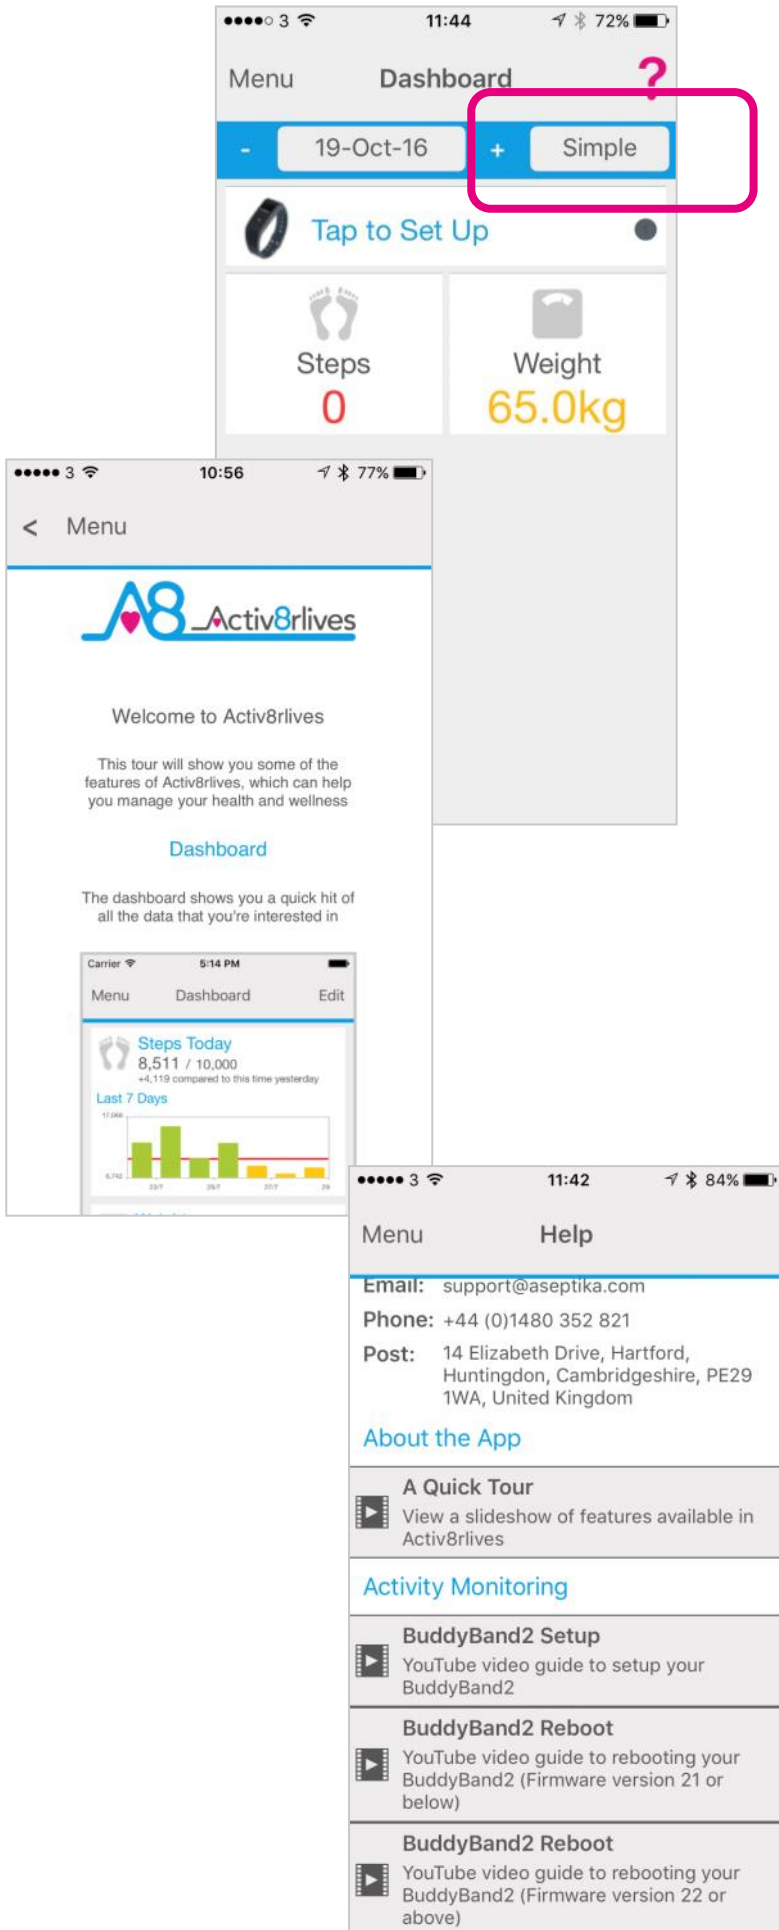 3 11:44 72%
Menu Dashboard ?
- 19-Oct-16 + Simple
Tap to Set Up
Steps Weight
0 65.0kg
3 10:56 77%
< Menu
A8 Activ8rlives
Welcome to Activ8rlives
This tour will show you some of the
features of Activ8rlives, which can help
you manage your health and wellness
Dashboard
The dashboard shows you a quick hit of
all the data that you're interested in
Carrier 5:14 PM
Menu Dashboard Edit
Steps Today
8,511 / 10,000
+4,119 compared to this time yesterday
Last 7 Days
23/7 25/7 27/7 29
3 11:42 84%
Menu Help
Email: support@aseptika.com
Phone: +44 (0)1480 352 821
Post: 14 Elizabeth Drive, Hartford,
Huntingdon, Cambridgeshire, PE29
1WA, United Kingdom
About the App
A Quick Tour
View a slideshow of features available in
Activ8rlives
Activity Monitoring
BuddyBand2 Setup
YouTube video guide to setup your
BuddyBand2
BuddyBand2 Reboot
YouTube video guide to rebooting your
BuddyBand2 (Firmware version 21 or
below)
BuddyBand2 Reboot
YouTube video guide to rebooting your
BuddyBand2 (Firmware version 22 or
above)